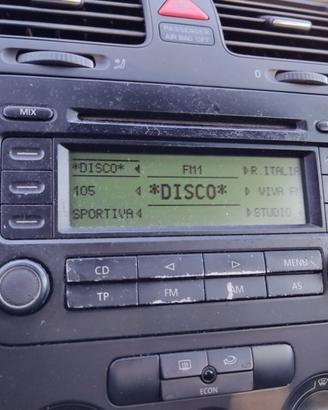 PASSENGER
AIR BAG OFF
0
MIX
*DISCO* FM1 R.ITALIA
105 *DISCO* VIVA FM
SPORTIVA STUDIO
CD MENU
TP FM AM AS
ECON